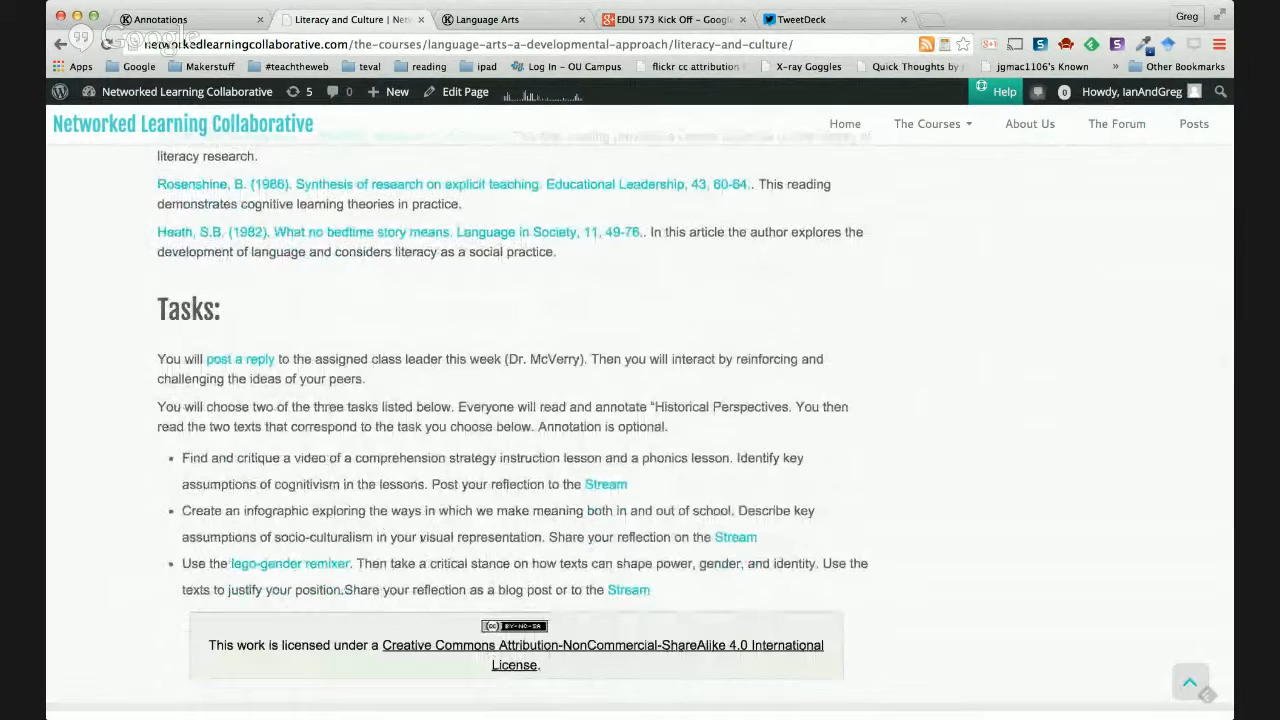 Annotations
Literacy and Culture | Net
Language Arts
EDU 573 Kick Off - Google
TweetDeck
Greg
Google
networkedlearningcollaborative.com/the-courses/language-arts-a-developmental-approach/literacy-and-culture/
Apps
Google
Makerstuff
#teachtheweb
teval
reading
ipad
Log In - OU Campus
flickr cc attribution
X-ray Goggles
Quick Thoughts by
jgmac1106's Known
»
Other Bookmarks
Networked Learning Collaborative
5
0
New
Edit Page
Help
0
Howdy, IanAndGreg
Networked Learning Collaborative
Home
The Courses
About Us
The Forum
Posts
literacy research.
Rosenshine, B. (1986). Synthesis of research on explicit teaching. Educational Leadership, 43, 60-64.. This reading
demonstrates cognitive learning theories in practice.
Heath, S.B. (1982). What no bedtime story means. Language in Society, 11, 49-76.. In this article the author explores the
development of language and considers literacy as a social practice.
Tasks:
You will post a reply to the assigned class leader this week (Dr. McVerry). Then you will interact by reinforcing and
challenging the ideas of your peers.
You will choose two of the three tasks listed below. Everyone will read and annotate “Historical Perspectives. You then
read the two texts that correspond to the task you choose below. Annotation is optional.
Find and critique a video of a comprehension strategy instruction lesson and a phonics lesson. Identify key
assumptions of cognitivism in the lessons. Post your reflection to the Stream
Create an infographic exploring the ways in which we make meaning both in and out of school. Describe key
assumptions of socio-culturalism in your visual representation. Share your reflection on the Stream
Use the lego-gender remixer. Then take a critical stance on how texts can shape power, gender, and identity. Use the
texts to justify your position.Share your reflection as a blog post or to the Stream
(cc) BY-NC-SA
This work is licensed under a Creative Commons Attribution-NonCommercial-ShareAlike 4.0 International
License.